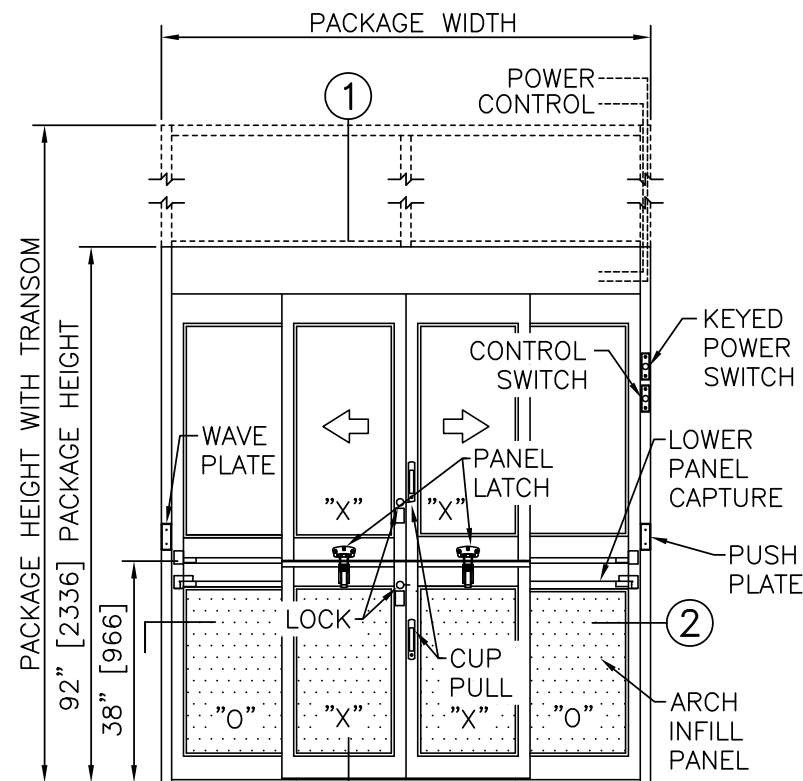 PACKAGE WIDTH
POWER
CONTROL
1
PACKAGE HEIGHT WITH TRANSOM
92" [2336] PACKAGE HEIGHT
38" [966]
KEYED
POWER
SWITCH
CONTROL
SWITCH
WAVE
PLATE
PANEL
LATCH
LOWER
PANEL
CAPTURE
"X"
"X"
PUSH
PLATE
LOCK
2
CUP
PULL
ARCH
INFILL
PANEL
"O"
"X"
"X"
"O"